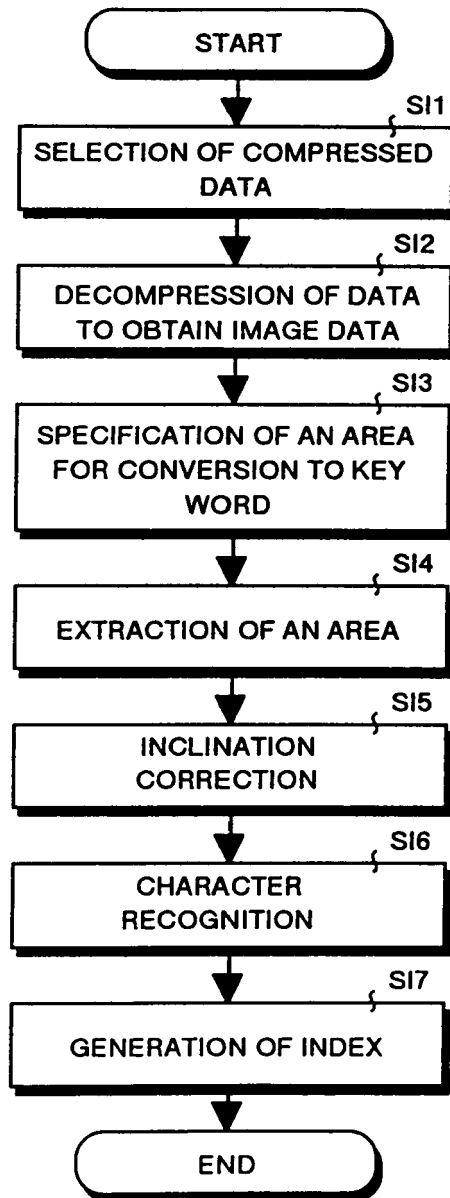 START
SI1
SELECTION OF COMPRESSED
DATA
SI2
DECOMPRESSION OF DATA
TO OBTAIN IMAGE DATA
SI3
SPECIFICATION OF AN AREA
FOR CONVERSION TO KEY
WORD
SI4
EXTRACTION OF AN AREA
SI5
INCLINATION
CORRECTION
SI6
CHARACTER
RECOGNITION
SI7
GENERATION OF INDEX
END